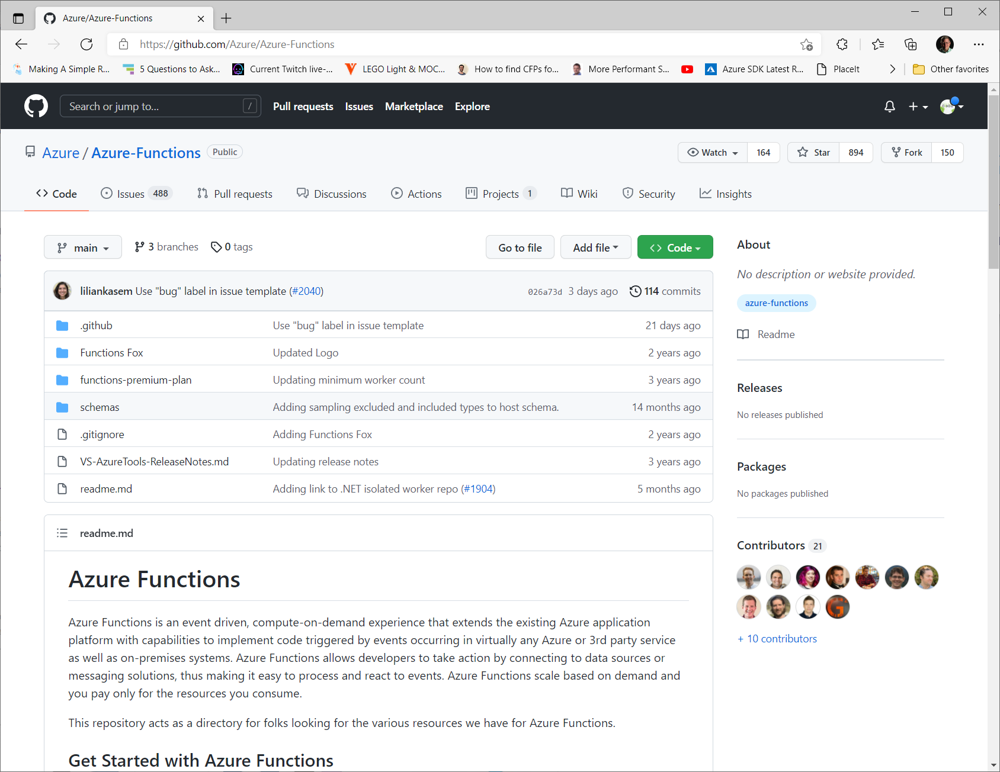 Azure/Azure-Functions
https://github.com/Azure/Azure-Functions
Making A Simple R... 5 Questions to Ask... Current Twitch live-... LEGO Light & MOC... How to find CFPs fo... More Performant S... Azure SDK Latest R... PlaceIt Other favorites
Search or jump to... / Pull requests Issues Marketplace Explore
Azure / Azure-Functions Public Watch 164 Star 894 Fork 150
Code Issues 488 Pull requests Discussions Actions Projects 1 Wiki Security Insights
main 3 branches 0 tags Go to file Add file Code
liliankasem Use "bug" label in issue template (#2040) 026a73d 3 days ago 114 commits
.github Use "bug" label in issue template 21 days ago
Functions Fox Updated Logo 2 years ago
functions-premium-plan Updating minimum worker count 3 years ago
schemas Adding sampling excluded and included types to host schema. 14 months ago
.gitignore Adding Functions Fox 2 years ago
VS-AzureTools-ReleaseNotes.md Updating release notes 3 years ago
readme.md Adding link to .NET isolated worker repo (#1904) 5 months ago
readme.md
Azure Functions
Azure Functions is an event driven, compute-on-demand experience that extends the existing Azure application
platform with capabilities to implement code triggered by events occurring in virtually any Azure or 3rd party service
as well as on-premises systems. Azure Functions allows developers to take action by connecting to data sources or
messaging solutions, thus making it easy to process and react to events. Azure Functions scale based on demand and
you pay only for the resources you consume.
This repository acts as a directory for folks looking for the various resources we have for Azure Functions.
Get Started with Azure Functions
About
No description or website provided.
azure-functions
Readme
Releases
No releases published
Packages
No packages published
Contributors 21
+ 10 contributors